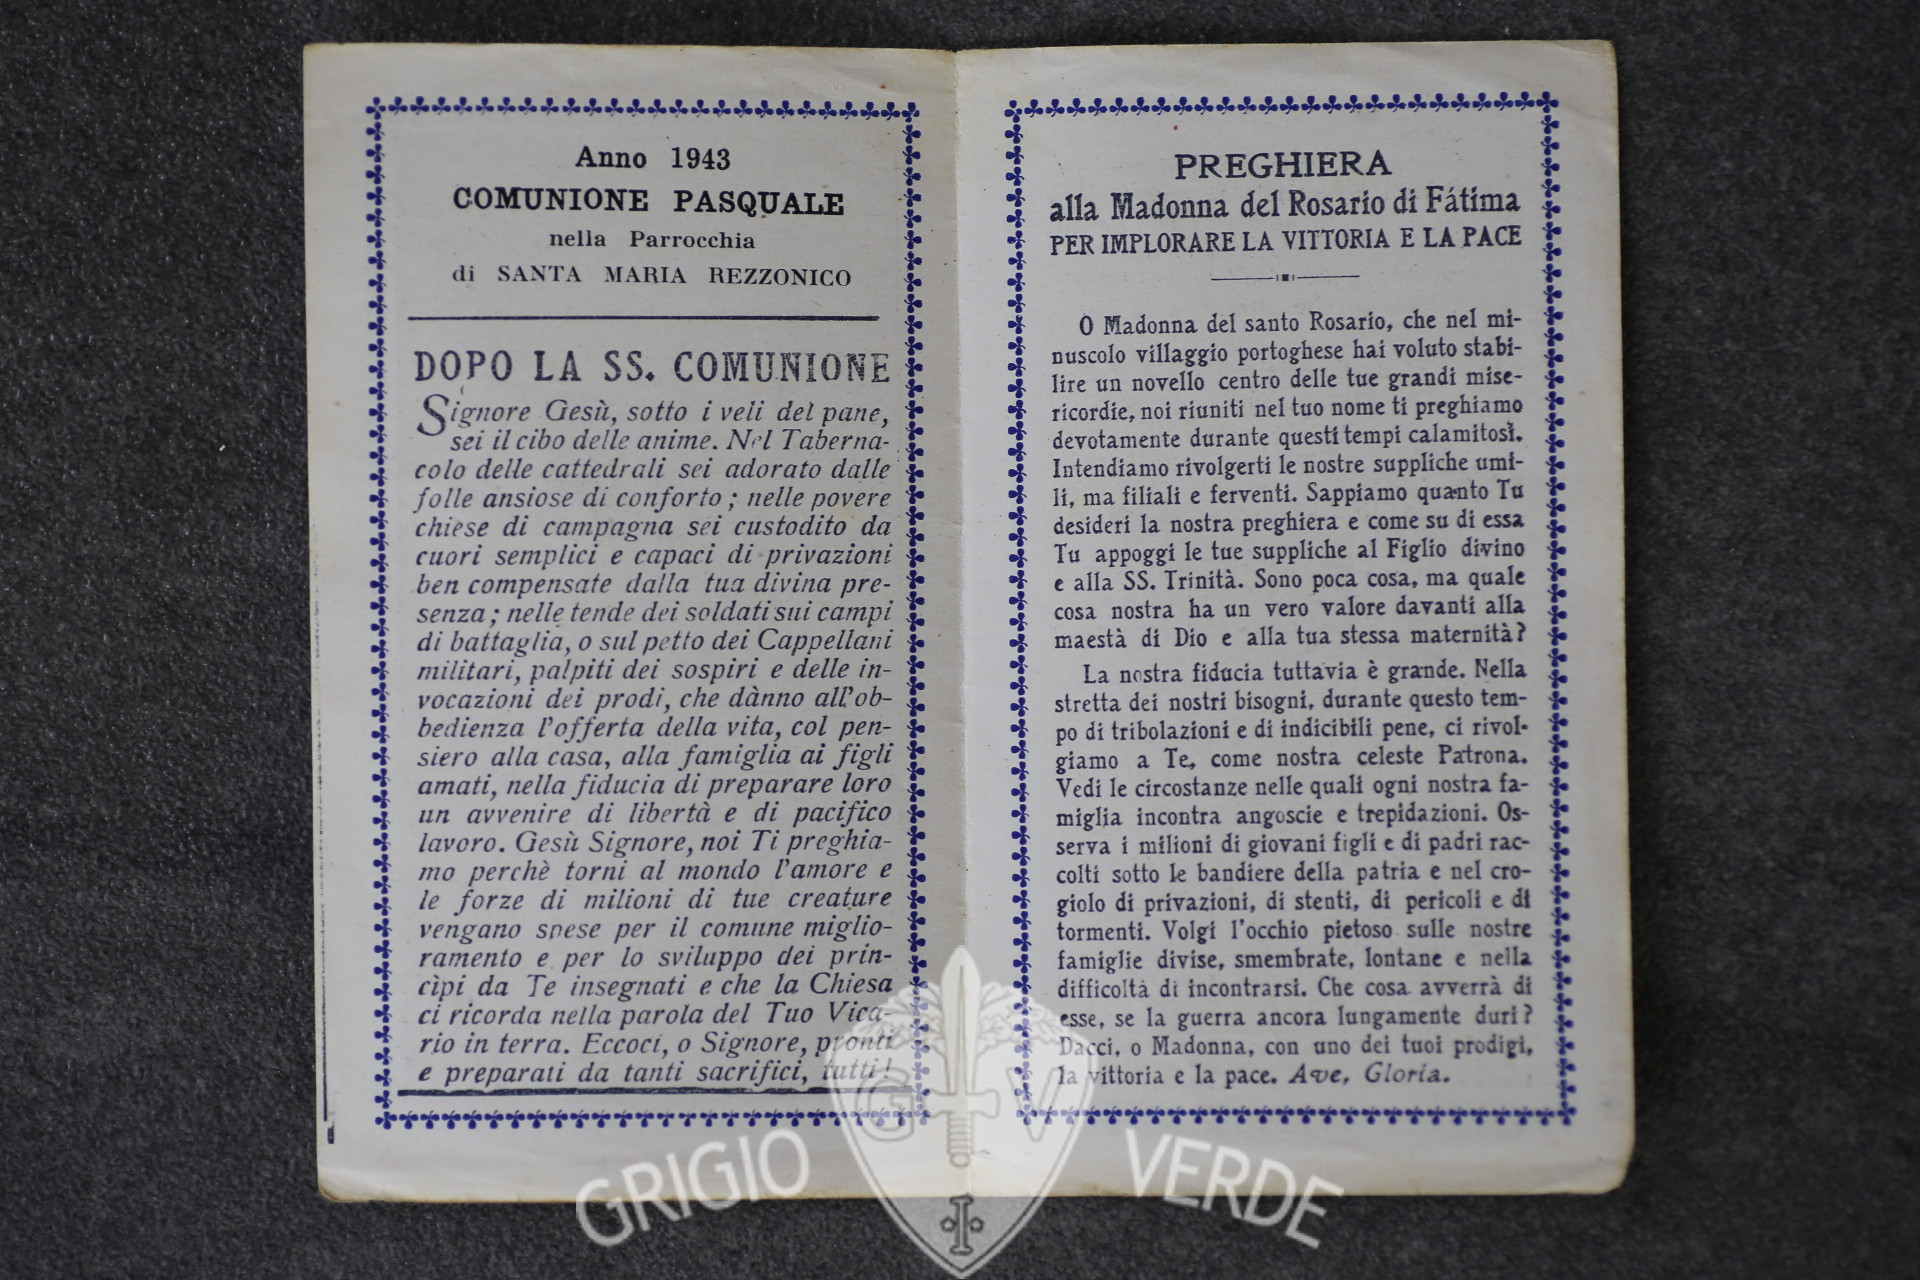 Anno 1943
COMUNIONE PASQUALE
nella Parrocchia
di SANTA MARIA REZZONICO
DOPO LA SS. COMUNIONE
Signore Gesù, sotto i veli del pane,
sei il cibo delle anime. Nel Taberna-
colo delle cattedrali sei adorato dalle
folle ansiose di conforto; nelle povere
chiese di campagna sei custodito da
cuori semplici e capaci di privazioni
ben compensate dalla tua divina pre-
senza; nelle tende dei soldati sui campi
di battaglia, o sul petto dei Cappellani
militari, palpiti dei sospiri e delle in-
vocazioni dei prodi, che dànno all'ob-
bedienza l'offerta della vita, col pen-
siero alla casa, alla famiglia ai figli
amati, nella fiducia di preparare loro
un avvenire di libertà e di pacifico
lavoro. Gesù Signore, noi Ti preghia-
mo perchè torni al mondo l'amore e
le forze di milioni di tue creature
vengano spese per il comune miglio-
ramento e per lo sviluppo dei prin-
cìpi da Te insegnati e che la Chiesa
ci ricorda nella parola del Tuo Vica-
rio in terra. Eccoci, o Signore, pronti
e preparati da tanti sacrifici, tutti!
PREGHIERA
alla Madonna del Rosario di Fátima
PER IMPLORARE LA VITTORIA E LA PACE
O Madonna del santo Rosario, che nel mi-
nuscolo villaggio portoghese hai voluto stabi-
lire un novello centro delle tue grandi mise-
ricordie, noi riuniti nel tuo nome ti preghiamo
devotamente durante questi tempi calamitosi.
Intendiamo rivolgerti le nostre suppliche umi-
li, ma filiali e ferventi. Sappiamo quanto Tu
desideri la nostra preghiera e come su di essa
Tu appoggi le tue suppliche al Figlio divino
e alla SS. Trinità. Sono poca cosa, ma quale
cosa nostra ha un vero valore davanti alla
maestà di Dio e alla tua stessa maternità?
La nostra fiducia tuttavia è grande. Nella
stretta dei nostri bisogni, durante questo tem-
po di tribolazioni e di indicibili pene, ci rivol-
giamo a Te, come nostra celeste Patrona.
Vedi le circostanze nelle quali ogni nostra fa-
miglia incontra angoscie e trepidazioni. Os-
serva i milioni di giovani figli e di padri rac-
colti sotto le bandiere della patria e nel cro-
giolo di privazioni, di stenti, di pericoli e di
tormenti. Volgi l'occhio pietoso sulle nostre
famiglie divise, smembrate, lontane e nella
difficoltà di incontrarsi. Che cosa avverrà di
esse, se la guerra ancora lungamente duri?
Dacci, o Madonna, con uno dei tuoi prodigi,
la vittoria e la pace. Ave, Gloria.
G V
GRIGIO VERDE